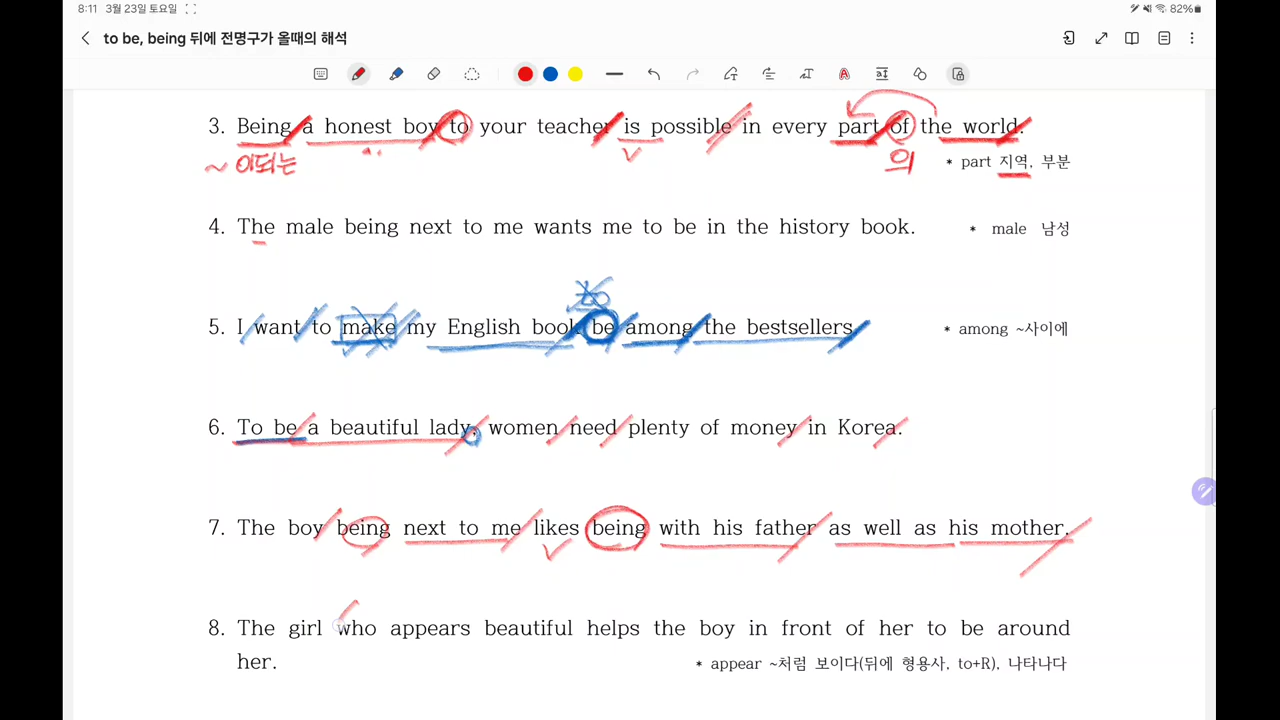 8:11 3월 23일 토요일 82%
to be, being 뒤에 전명구가 올때의 해석
3. Being a honest boy to your teacher is possible in every part of the world.
~ 이되는 의
* part 지역, 부분
4. The male being next to me wants me to be in the history book. * male 남성
to
5. I want to make my English book be among the bestsellers. * among ~사이에
6. To be a beautiful lady, women need plenty of money in Korea.
7. The boy being next to me likes being with his father as well as his mother.
8. The girl who appears beautiful helps the boy in front of her to be around
her. * appear ~처럼 보이다(뒤에 형용사, to+R), 나타나다